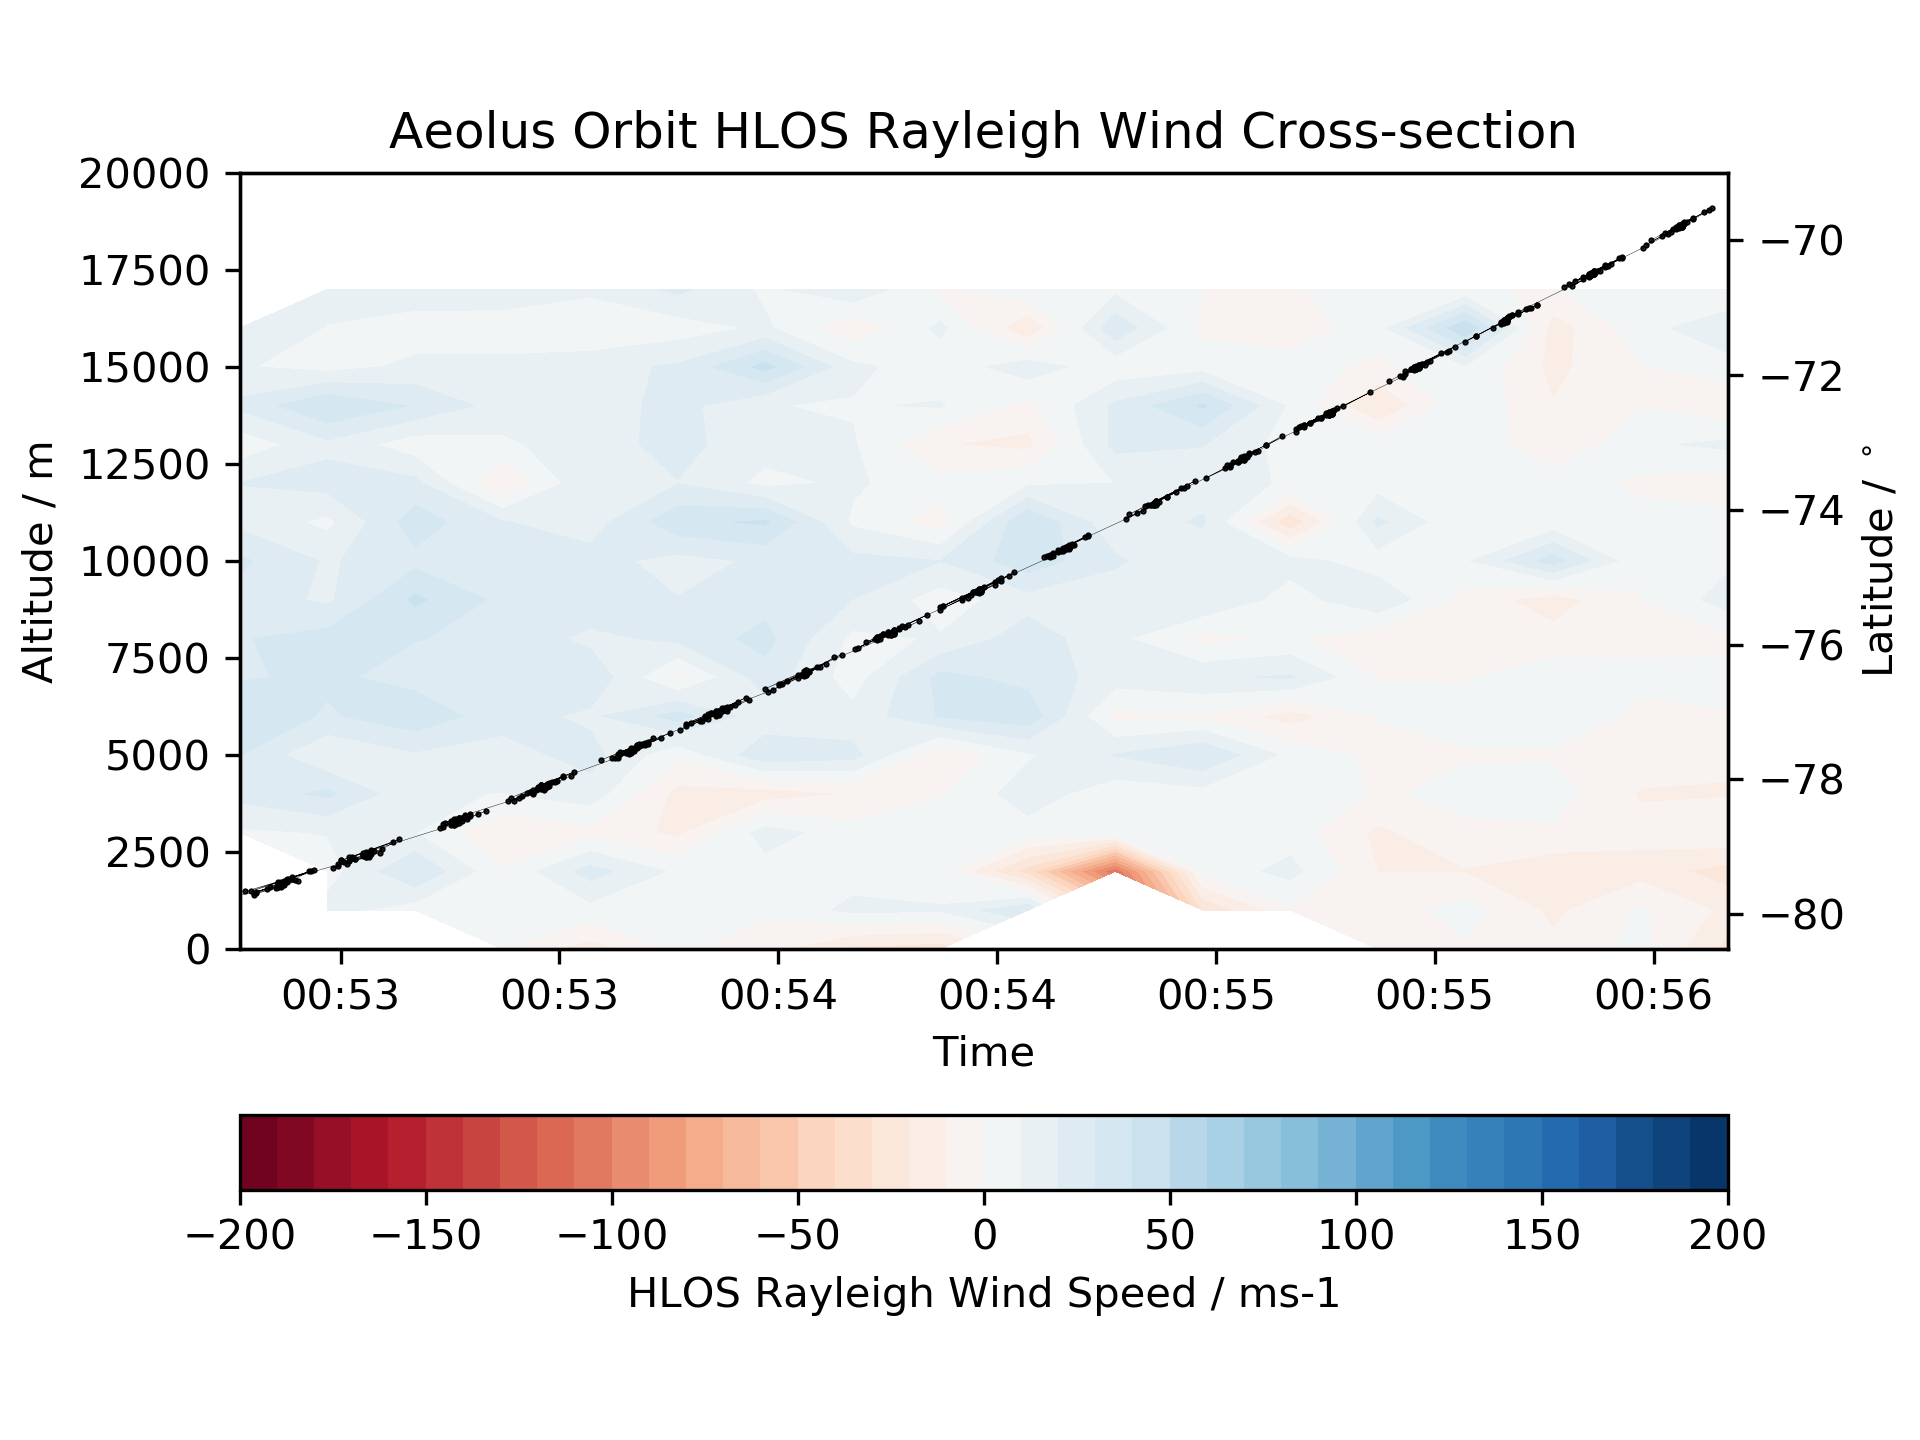 Aeolus Orbit HLOS Rayleigh Wind Cross-section
20000
17500
15000
12500
10000
7500
5000
2500
0
Altitude / m
−70
−72
−74
−76
−78
−80
Latitude / °
00:53 00:53 00:54 00:54 00:55 00:55 00:56
Time
−200 −150 −100 −50 0 50 100 150 200
HLOS Rayleigh Wind Speed / ms-1